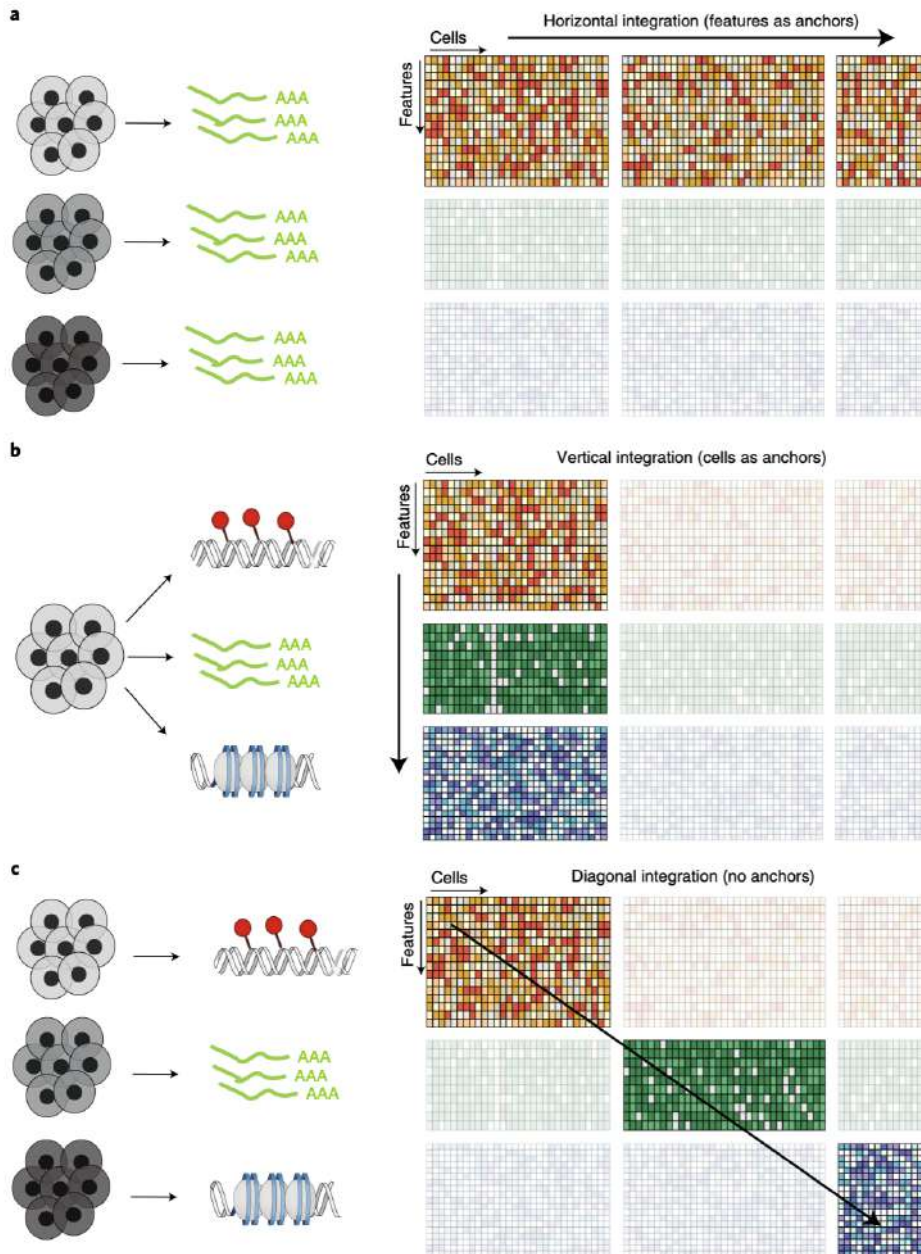 a
Horizontal integration (features as anchors)
Cells
Features
AAA
AAA
AAA
AAA
AAA
AAA
AAA
AAA
AAA
b
Vertical integration (cells as anchors)
Cells
Features
AAA
AAA
AAA
c
Diagonal integration (no anchors)
Cells
Features
AAA
AAA
AAA